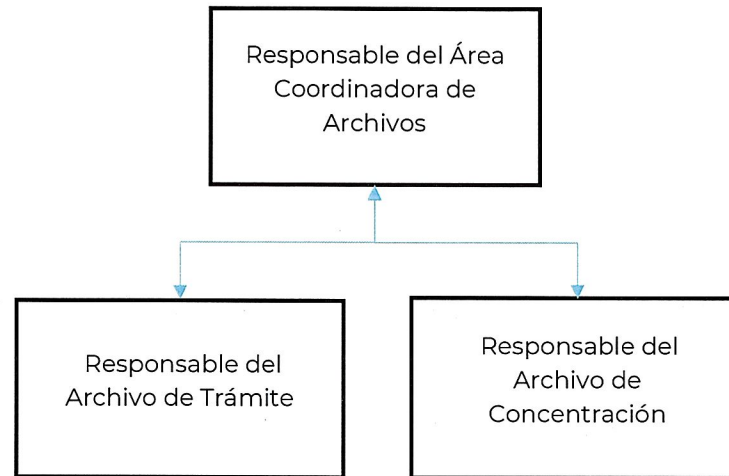 Responsable del Área
Coordinadora de
Archivos
Responsable del
Archivo de Trámite
Responsable del
Archivo de
Concentración